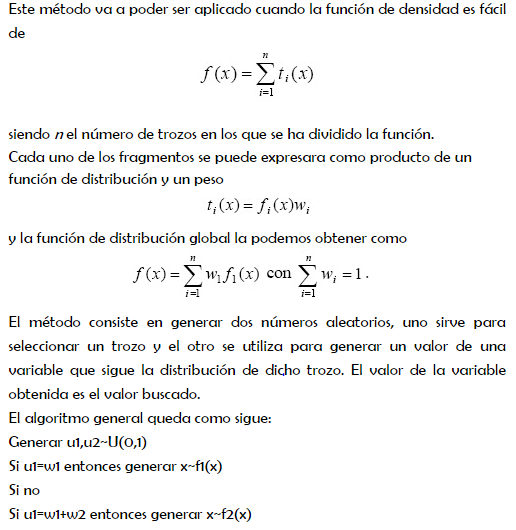 Este método va a poder ser aplicado cuando la función de densidad es fácil
de
f(x) = \sum_{i=1}^{n} t_i(x)
siendo n el número de trozos en los que se ha dividido la función.
Cada uno de los fragmentos se puede expresara como producto de un
función de distribución y un peso
t_i(x) = f_i(x)w_i
y la función de distribución global la podemos obtener como
f(x) = \sum_{i=1}^{n} w_1 f_1(x) con \sum_{i=1}^{n} w_i = 1.
El método consiste en generar dos números aleatorios, uno sirve para
seleccionar un trozo y el otro se utiliza para generar un valor de una
variable que sigue la distribución de dicho trozo. El valor de la variable
obtenida es el valor buscado.
El algoritmo general queda como sigue:
Generar u1,u2~U(0,1)
Si u1=w1 entonces generar x~f1(x)
Si no
Si u1=w1+w2 entonces generar x~f2(x)